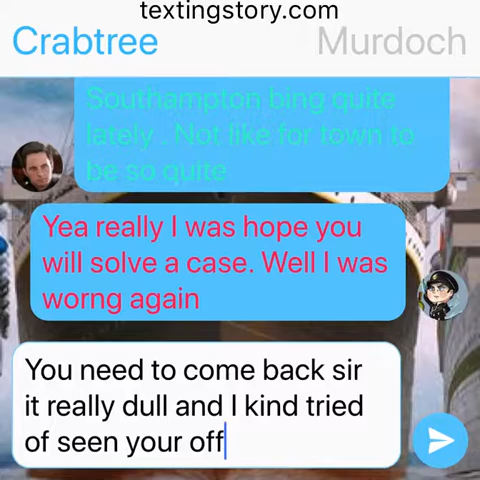 textingstory.com
Crabtree
Murdoch
Southampton bing quite
lately . Not like for town to
be so quite
Yea really I was hope you
will solve a case. Well I was
worng again
You need to come back sir
it really dull and I kind tried
of seen your off